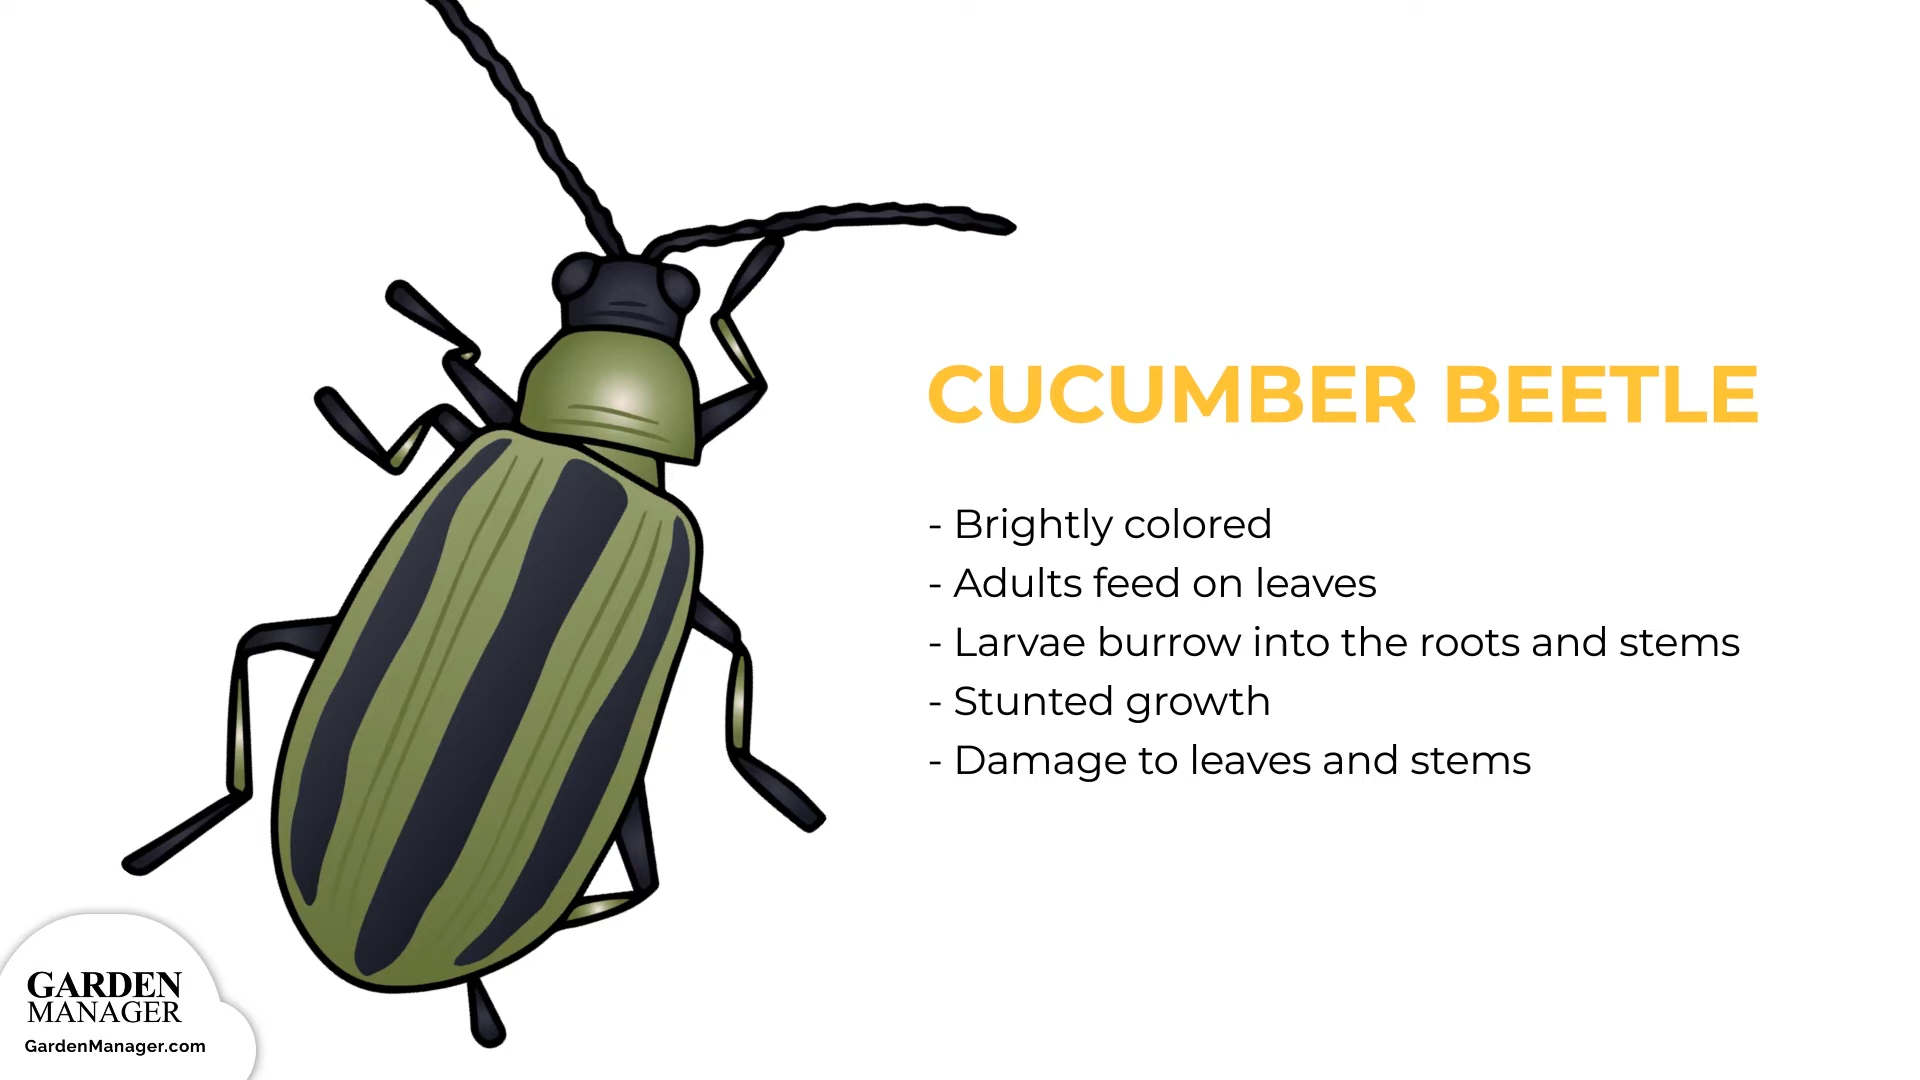 CUCUMBER BEETLE
- Brightly colored
- Adults feed on leaves
- Larvae burrow into the roots and stems
- Stunted growth
- Damage to leaves and stems
GARDEN
MANAGER
GardenManager.com